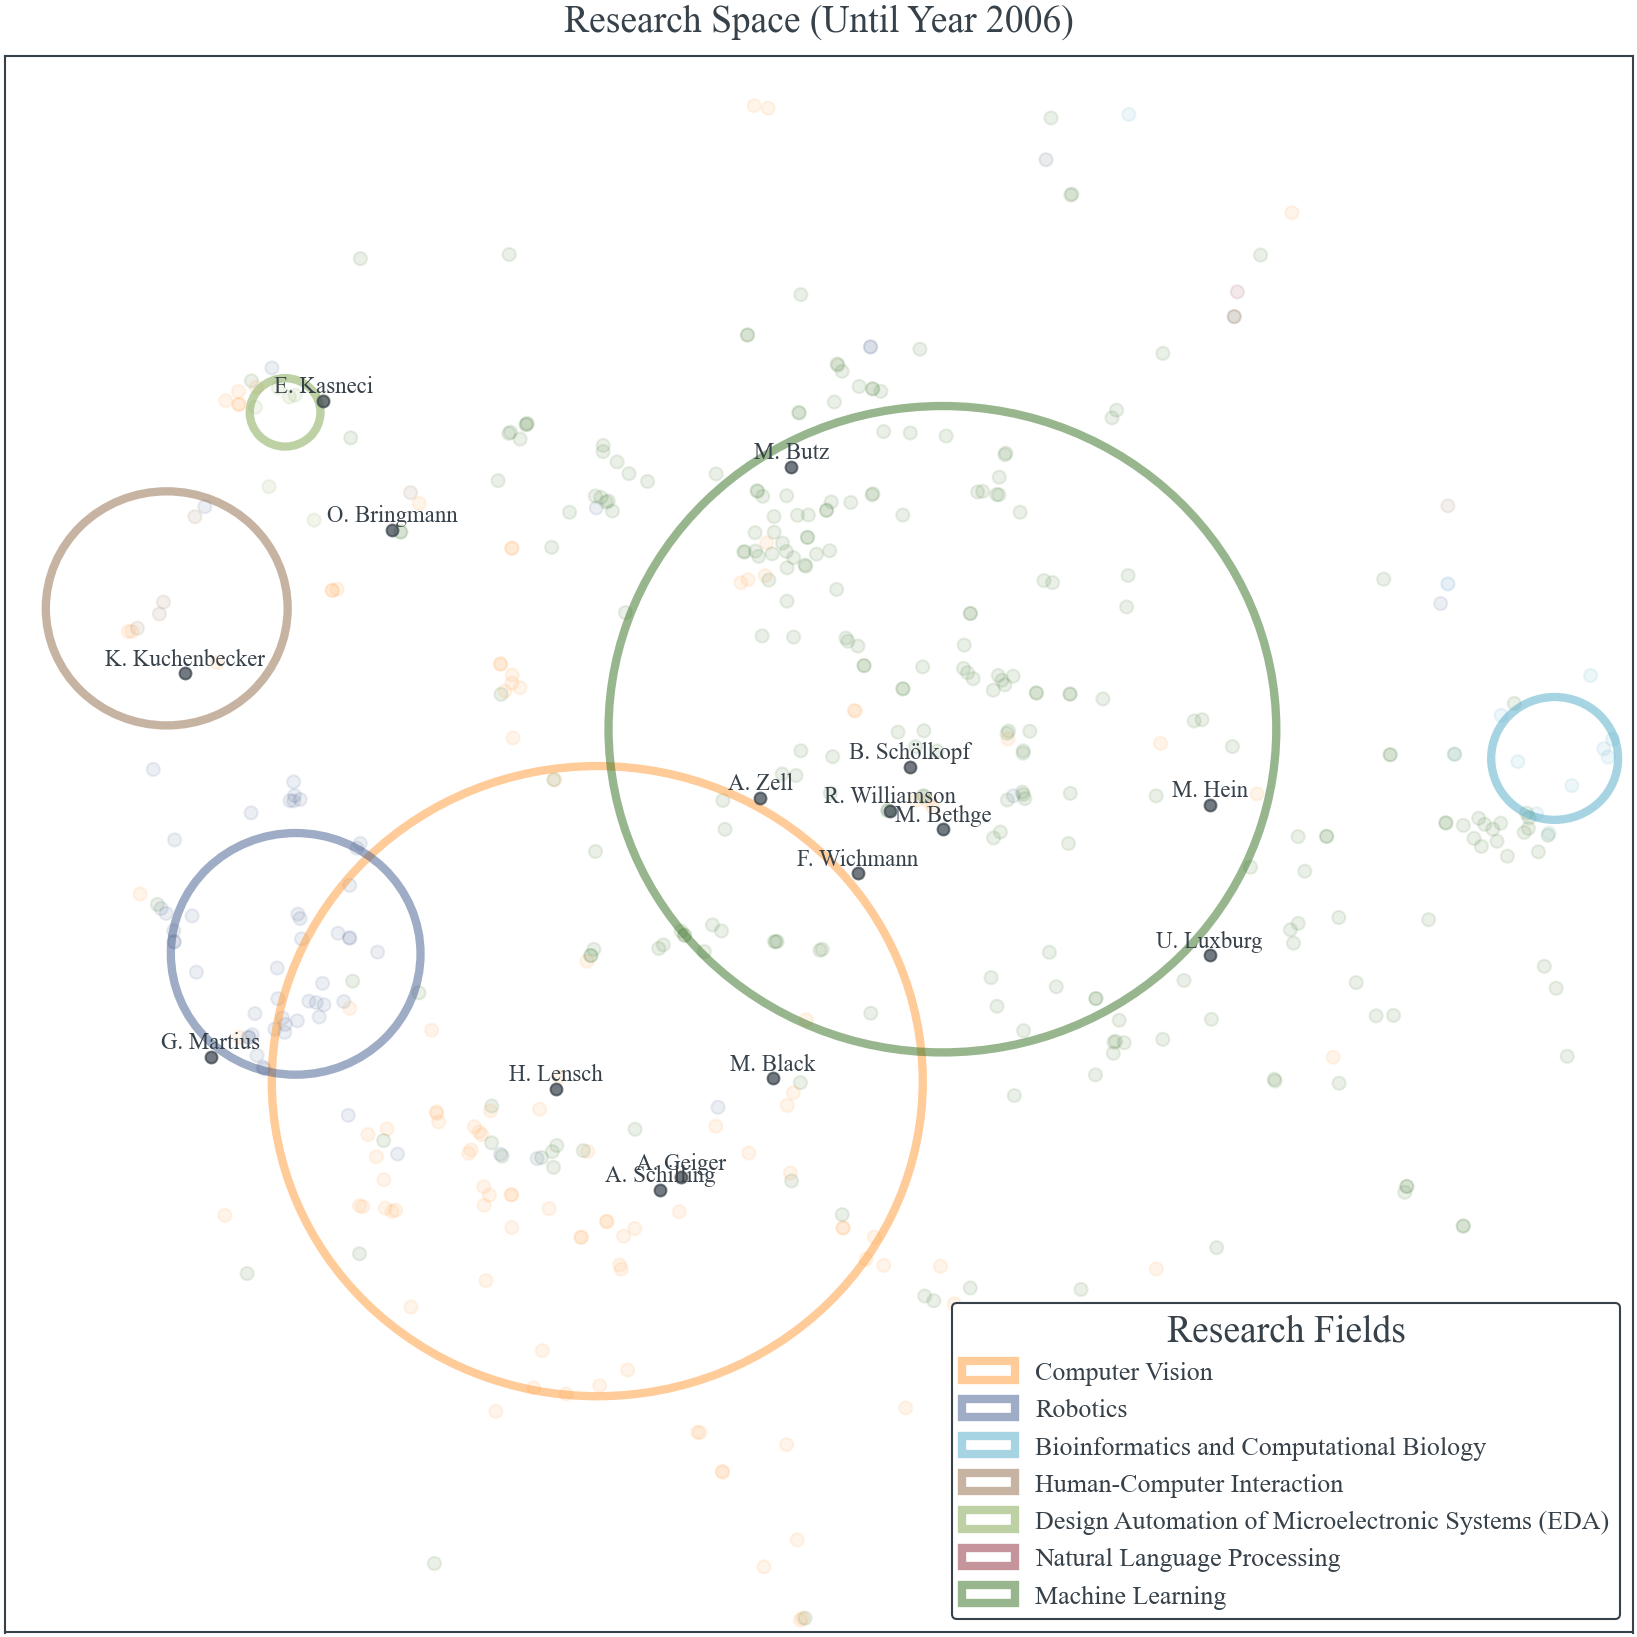 Research Space (Until Year 2006)
E. Kasneci
M. Butz
O. Bringmann
K. Kuchenbecker
B. Schölkopf
A. Zell
M. Hein
R. Williamson
M. Bethge
F. Wichmann
U. Luxburg
G. Martius
M. Black
H. Lensch
A. Geiger
A. Schilling
Research Fields
Computer Vision
Robotics
Bioinformatics and Computational Biology
Human-Computer Interaction
Design Automation of Microelectronic Systems (EDA)
Natural Language Processing
Machine Learning